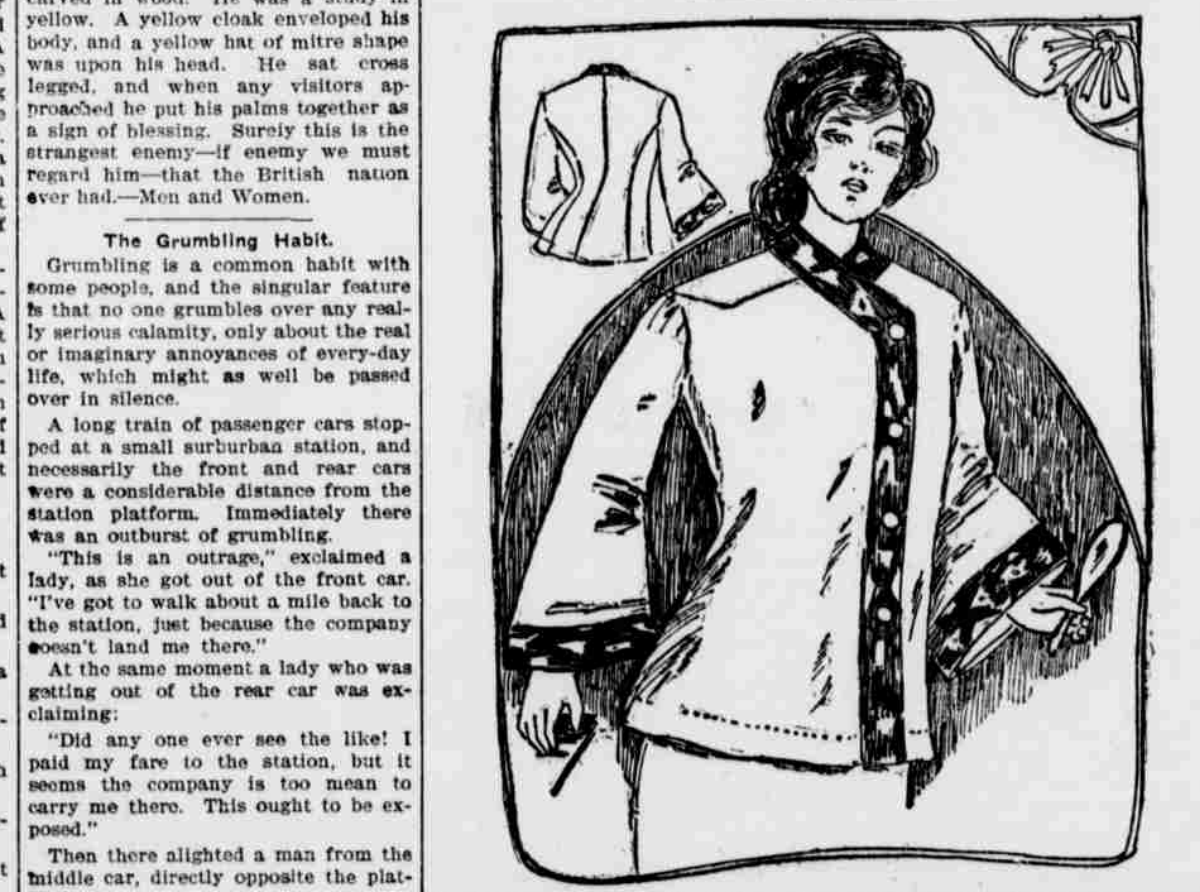 yellow. A yellow cloak enveloped his
body, and a yellow hat of mitre shape
was upon his head. He sat cross
legged, and when any visitors ap-
proached he put his palms together as
a sign of blessing. Surely this is the
strangest enemy—if enemy we must
regard him—that the British nation
ever had.—Men and Women.
The Grumbling Habit.
Grumbling is a common habit with
some people, and the singular feature
is that no one grumbles over any real-
ly serious calamity, only about the real
or imaginary annoyances of every-day
life, which might as well be passed
over in silence.
A long train of passenger cars stop-
ped at a small surburban station, and
necessarily the front and rear cars
were a considerable distance from the
station platform. Immediately there
was an outburst of grumbling.
"This is an outrage," exclaimed a
lady, as she got out of the front car.
"I've got to walk about a mile back to
the station, just because the company
doesn't land me there."
At the same moment a lady who was
getting out of the rear car was ex-
claiming:
"Did any one ever see the like! I
paid my fare to the station, but it
seems the company is too mean to
carry me there. This ought to be ex-
posed."
Then there alighted a man from the
middle car, directly opposite the plat-